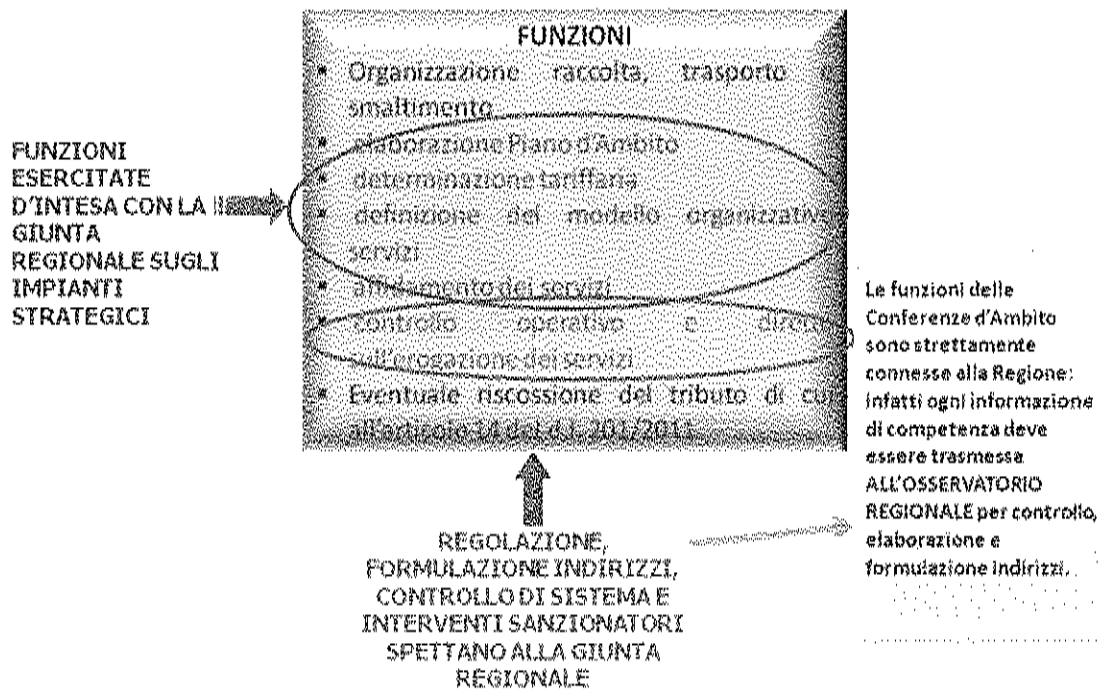 FUNZIONI
• Organizzazione raccolta, trasporto
smaltimento
• elaborazione Piano d'Ambito
• determinazione tariffaria
• definizione del modello organizzativo
servizi
• affidamento dei servizi
• controllo operativo e diretto
sull'erogazione dei servizi
• Eventuale riscossione del tributo di cui
all'articolo 14 del d.l. 201/2011
FUNZIONI
ESERCITATE
D'INTESA CON LA
GIUNTA
REGIONALE SUGLI
IMPIANTI
STRATEGICI
Le funzioni delle
Conferenze d'Ambito
sono strettamente
connesse alla Regione:
infatti ogni informazione
di competenza deve
essere trasmessa
ALL'OSSERVATORIO
REGIONALE per controllo,
elaborazione e
formulazione indirizzi.
REGOLAZIONE,
FORMULAZIONE INDIRIZZI,
CONTROLLO DI SISTEMA E
INTERVENTI SANZIONATORI
SPETTANO ALLA GIUNTA
REGIONALE